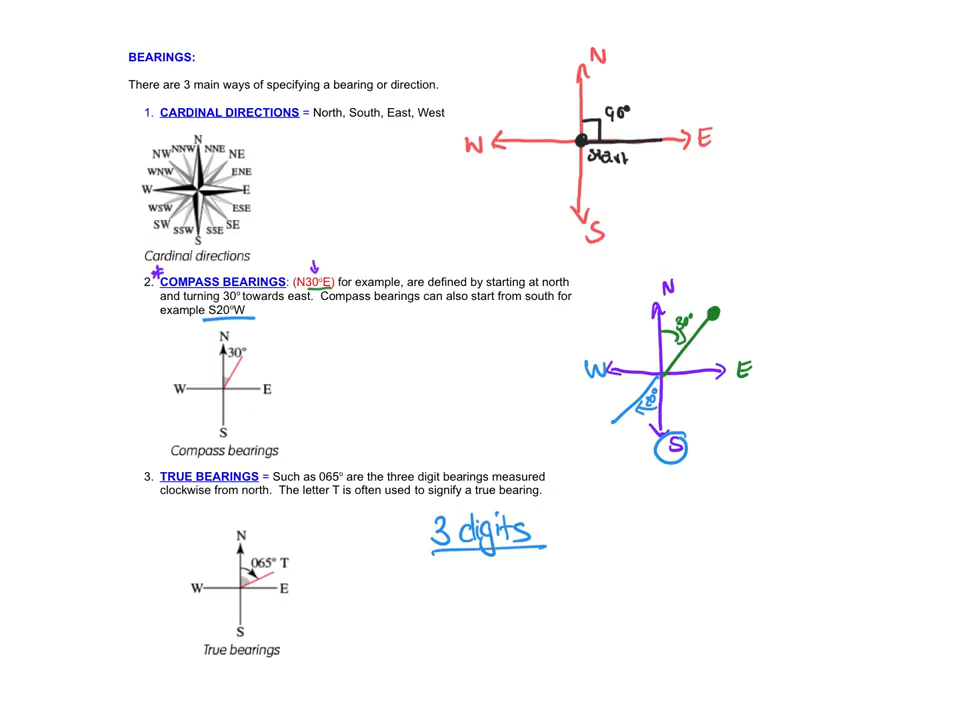 BEARINGS:
There are 3 main ways of specifying a bearing or direction.
1. CARDINAL DIRECTIONS = North, South, East, West
N
NNW NNE
NW NE
WNW ENE
W E
WSW ESE
SW SE
SSW SSE
S
Cardinal directions
N
90°
W E
start
S
2. *COMPASS BEARINGS: (N30°E) for example, are defined by starting at north
and turning 30° towards east. Compass bearings can also start from south for
example S20°W
N
30°
W E
S
Compass bearings
N
30°
W E
20°
S
3. TRUE BEARINGS = Such as 065° are the three digit bearings measured
clockwise from north. The letter T is often used to signify a true bearing.
3 digits
N
065° T
W E
S
True bearings